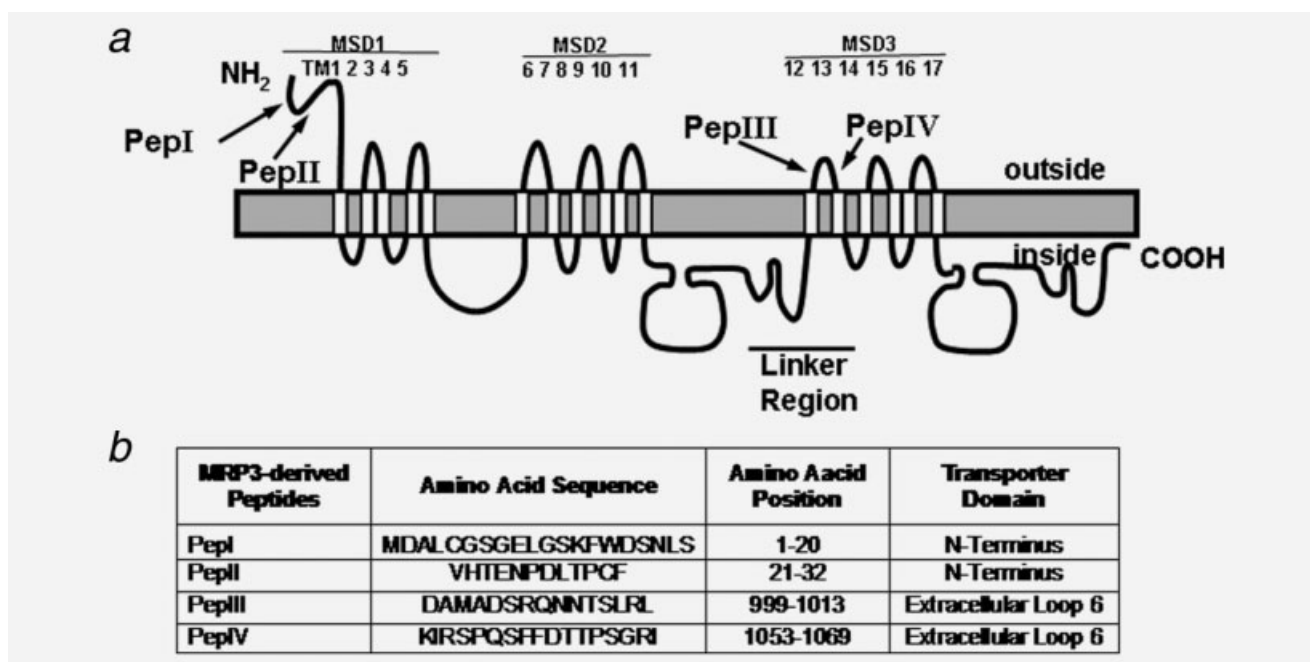 a
MSD1 MSD2 MSD3
NH2 TM1 2 3 4 5 6 7 8 9 10 11 12 13 14 15 16 17
PepI PepII PepIII PepIV
outside
inside COOH
Linker
Region
b
MRP3-derived Peptides Amino Acid Sequence Amino Aacid Position Transporter Domain
PepI MDALCGSGELGSKFWDSNLS 1-20 N-Terminus
PepII VHTENPDLTPCF 21-32 N-Terminus
PepIII DAMADSRQNNTSLRL 999-1013 Extracellular Loop 6
PepIV KIRSPQSFFDTTPSGRI 1053-1069 Extracellular Loop 6